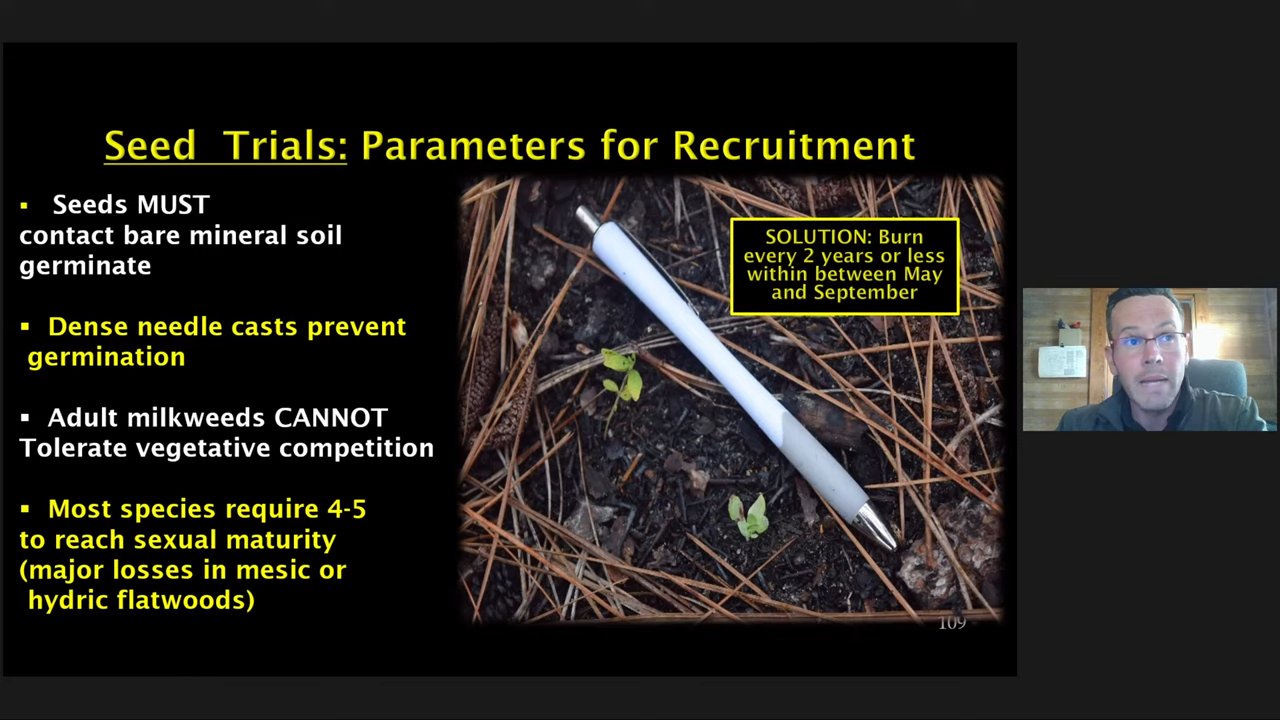 Seed Trials: Parameters for Recruitment
▪ Seeds MUST
contact bare mineral soil
germinate
▪ Dense needle casts prevent
germination
▪ Adult milkweeds CANNOT
Tolerate vegetative competition
▪ Most species require 4-5
to reach sexual maturity
(major losses in mesic or
hydric flatwoods)
SOLUTION: Burn
every 2 years or less
within between May
and September
109